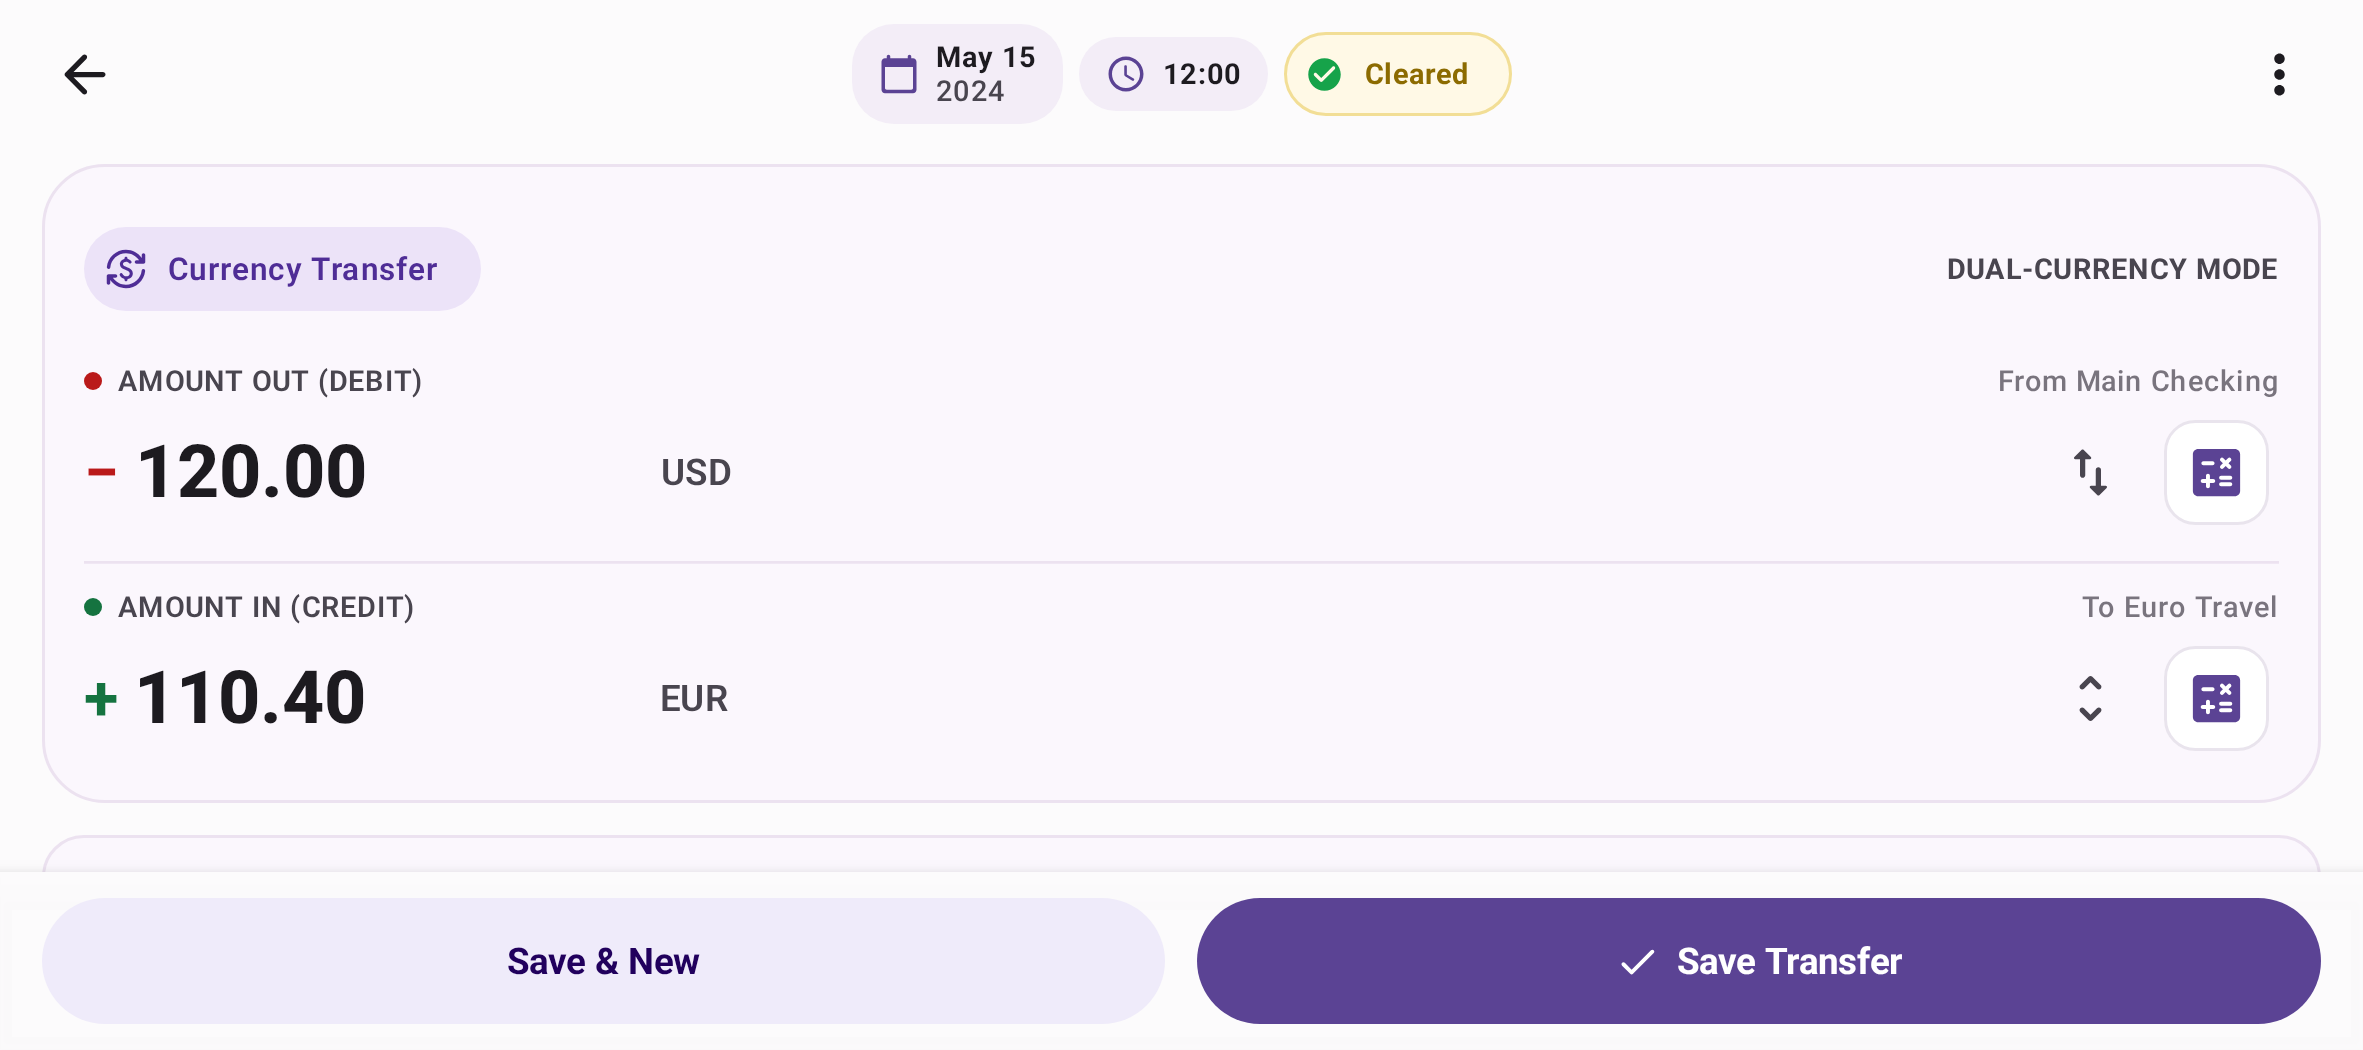 May 15
2024
12:00
Cleared
Currency Transfer
DUAL-CURRENCY MODE
AMOUNT OUT (DEBIT)
From Main Checking
− 120.00
USD
AMOUNT IN (CREDIT)
To Euro Travel
+ 110.40
EUR
Save & New
Save Transfer